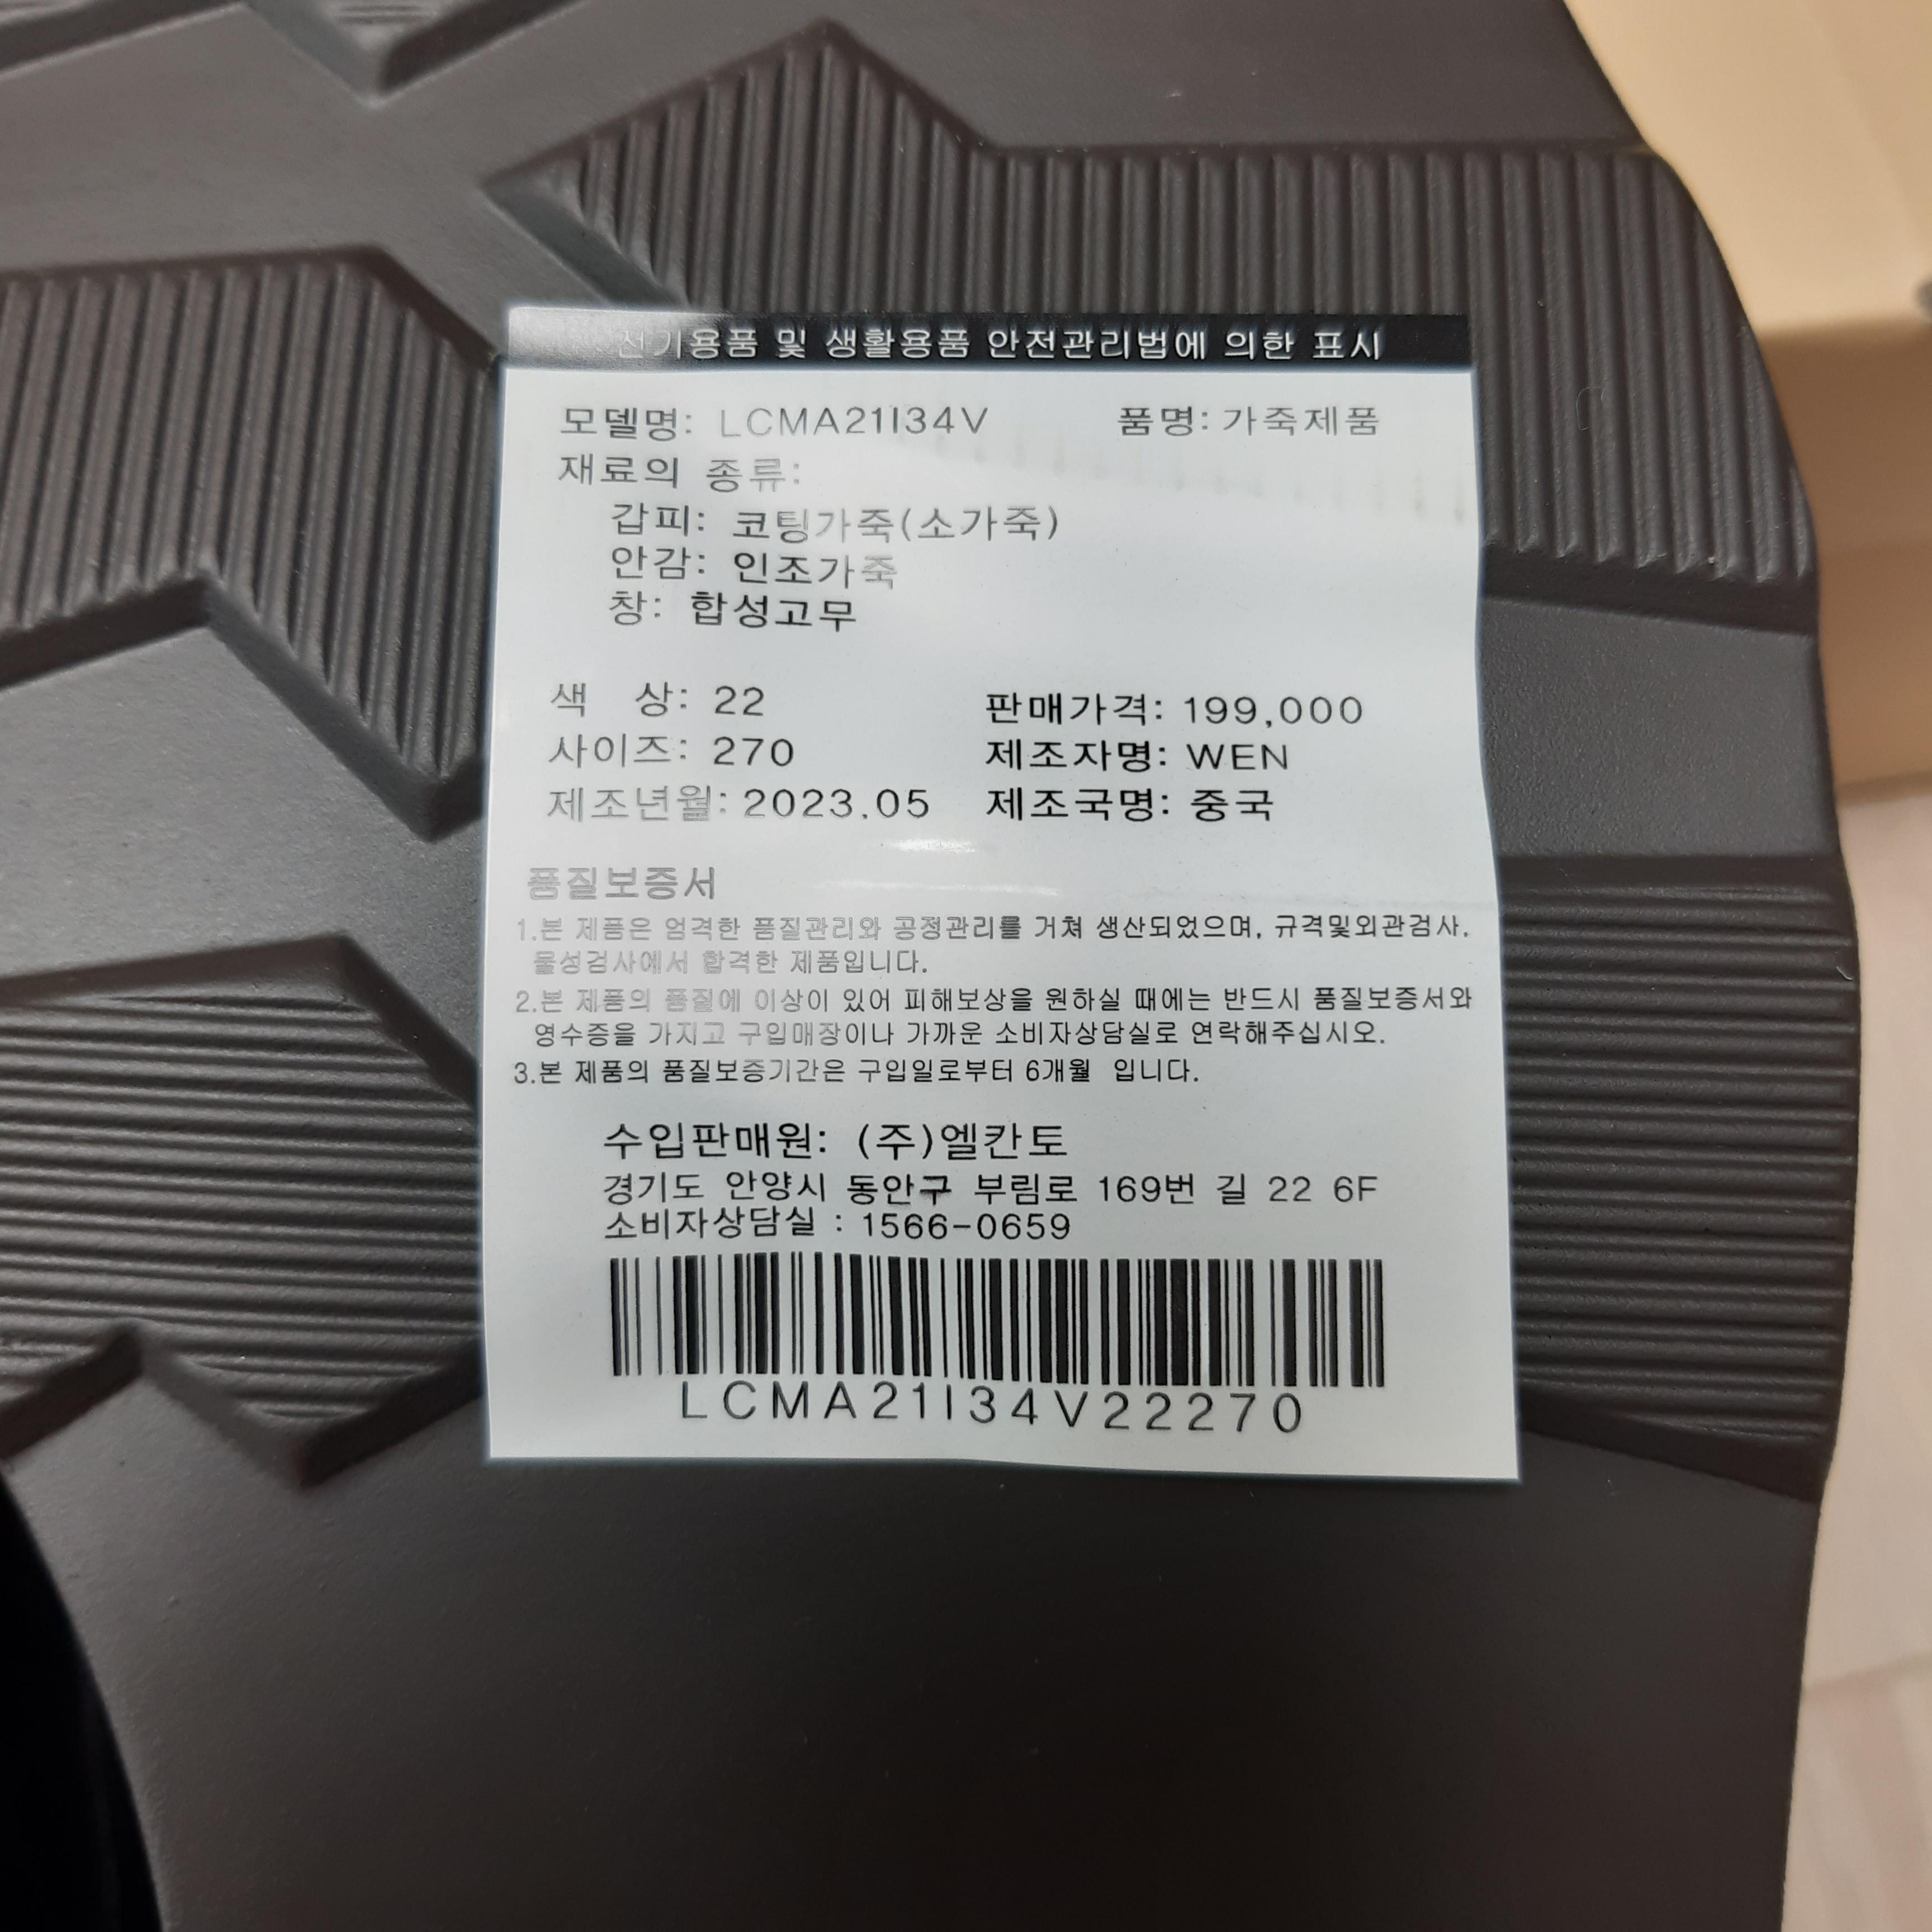 전기용품 및 생활용품 안전관리법에 의한 표시
모델명: LCMA21I34V 품명: 가죽제품
재료의 종류:
갑피: 코팅가죽(소가죽)
안감: 인조가죽
창: 합성고무
색 상: 22 판매가격: 199,000
사이즈: 270 제조자명: WEN
제조년월: 2023.05 제조국명: 중국
품질보증서
1.본 제품은 엄격한 품질관리와 공정관리를 거쳐 생산되었으며, 규격및외관검사,
물성검사에서 합격한 제품입니다.
2.본 제품의 품질에 이상이 있어 피해보상을 원하실 때에는 반드시 품질보증서와
영수증을 가지고 구입매장이나 가까운 소비자상담실로 연락해주십시오.
3.본 제품의 품질보증기간은 구입일로부터 6개월 입니다.
수입판매원: (주)엘칸토
경기도 안양시 동안구 부림로 169번 길 22 6F
소비자상담실 : 1566-0659
LCMA21I34V22270